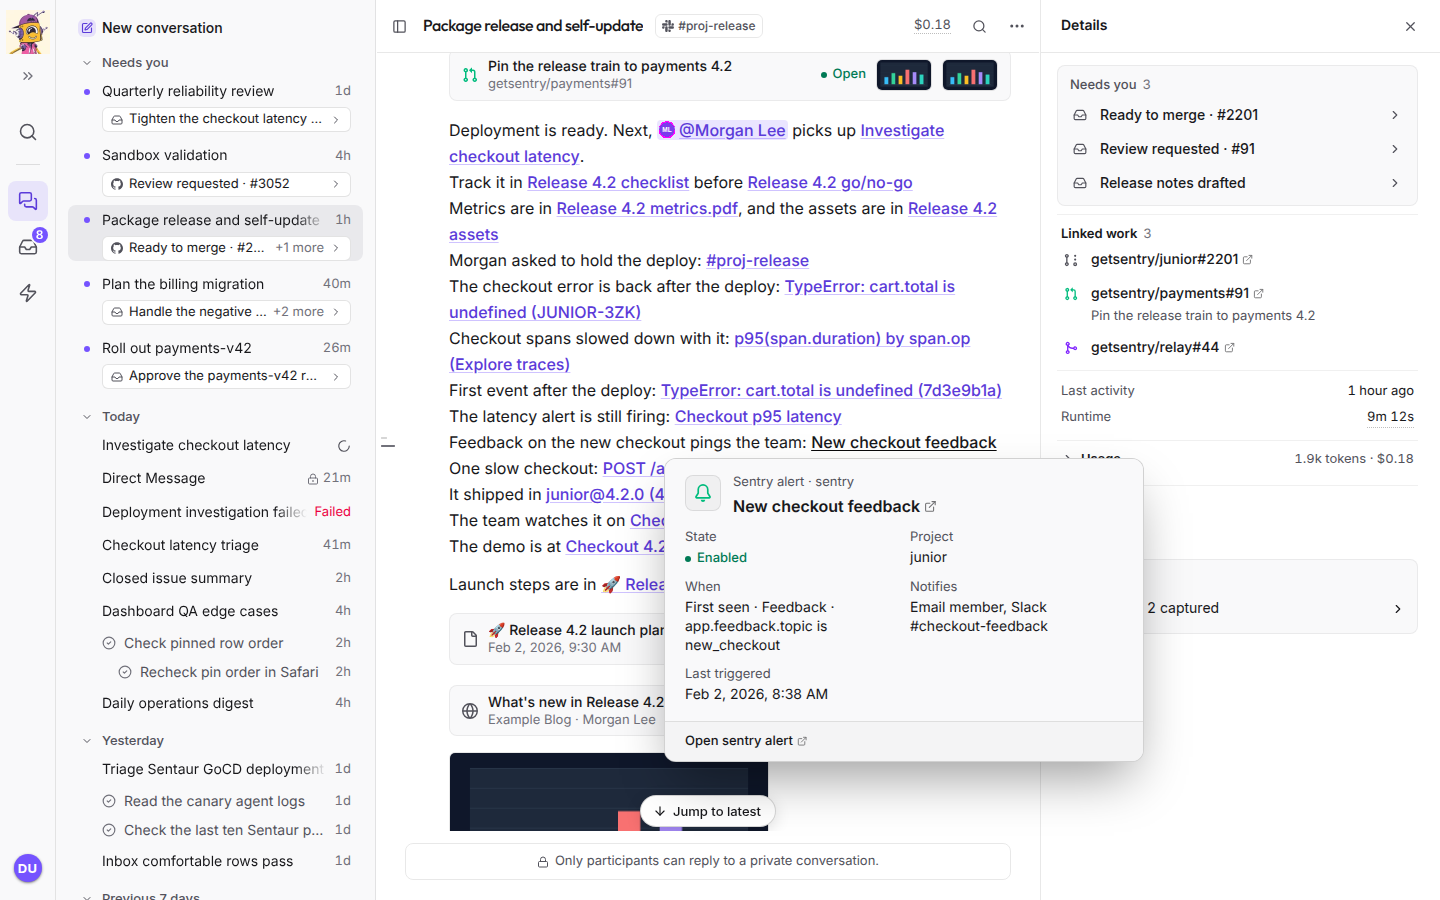 New conversation
Needs you
Quarterly reliability review 1d
Tighten the checkout latency ...
Sandbox validation 4h
Review requested · #3052
Package release and self-update 1h
Ready to merge · #2... +1 more
Plan the billing migration 40m
Handle the negative ... +2 more
Roll out payments-v42 26m
Approve the payments-v42 r...
Today
Investigate checkout latency
Direct Message 21m
Deployment investigation failed Failed
Checkout latency triage 41m
Closed issue summary 2h
Dashboard QA edge cases 4h
Check pinned row order 2h
Recheck pin order in Safari 2h
Daily operations digest 4h
Yesterday
Triage Sentaur GoCD deployment 1d
Read the canary agent logs 1d
Check the last ten Sentaur p... 1d
Inbox comfortable rows pass 1d
Previous 7 days
8
DU
Package release and self-update #proj-release $0.18
Pin the release train to payments 4.2
getsentry/payments#91
Open
Deployment is ready. Next, ML @Morgan Lee picks up Investigate
checkout latency.
Track it in Release 4.2 checklist before Release 4.2 go/no-go
Metrics are in Release 4.2 metrics.pdf, and the assets are in Release 4.2
assets
Morgan asked to hold the deploy: #proj-release
The checkout error is back after the deploy: TypeError: cart.total is
undefined (JUNIOR-3ZK)
Checkout spans slowed down with it: p95(span.duration) by span.op
(Explore traces)
First event after the deploy: TypeError: cart.total is undefined (7d3e9b1a)
The latency alert is still firing: Checkout p95 latency
Feedback on the new checkout pings the team: New checkout feedback
One slow checkout: POST /a
It shipped in junior@4.2.0 (4
The team watches it on Chec
The demo is at Checkout 4.2
Launch steps are in 🚀 Relea
🚀 Release 4.2 launch plan
Feb 2, 2026, 9:30 AM
What's new in Release 4.2
Example Blog · Morgan Lee
Jump to latest
Only participants can reply to a private conversation.
Sentry alert · sentry
New checkout feedback
State
Enabled
Project
junior
When
First seen · Feedback ·
app.feedback.topic is
new_checkout
Notifies
Email member, Slack
#checkout-feedback
Last triggered
Feb 2, 2026, 8:38 AM
Open sentry alert
Details
Needs you 3
Ready to merge · #2201
Review requested · #91
Release notes drafted
Linked work 3
getsentry/junior#2201
getsentry/payments#91
Pin the release train to payments 4.2
getsentry/relay#44
Last activity 1 hour ago
Runtime 9m 12s
Usage 1.9k tokens · $0.18
2 captured